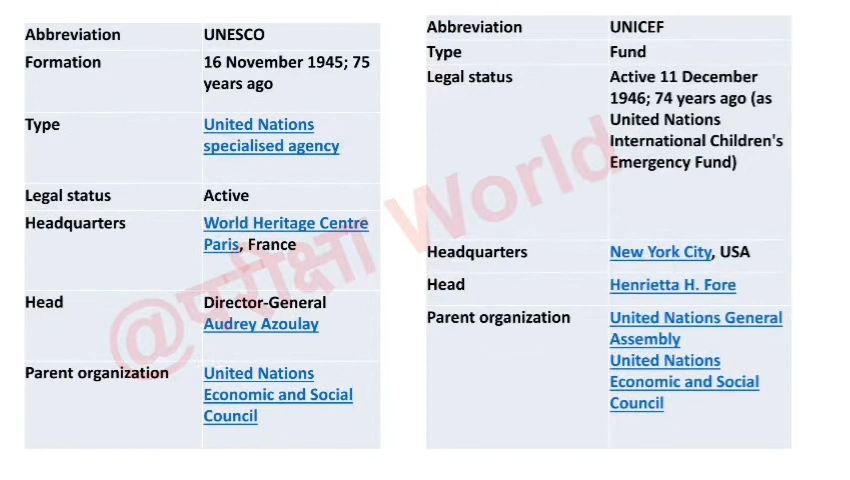 Abbreviation UNESCO
Formation 16 November 1945; 75
years ago
Type United Nations
specialised agency
Legal status Active
Headquarters World Heritage Centre
Paris, France
Head Director-General
Audrey Azoulay
Parent organization United Nations
Economic and Social
Council
Abbreviation UNICEF
Type Fund
Legal status Active 11 December
1946; 74 years ago (as
United Nations
International Children's
Emergency Fund)
Headquarters New York City, USA
Head Henrietta H. Fore
Parent organization United Nations General
Assembly
United Nations
Economic and Social
Council
@परीक्षा World